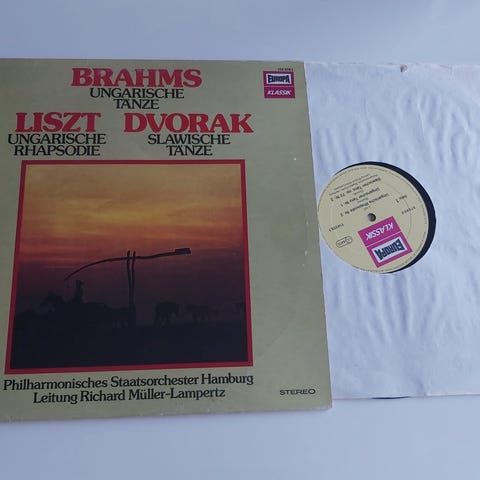 BRAHMS
UNGARISCHE
TÄNZE
LISZT
UNGARISCHE
RHAPSODIE
DVORAK
SLAWISCHE
TÄNZE
EUROPA
KLASSIK
Philharmonisches Staatsorchester Hamburg
Leitung Richard Müller-Lampertz
STEREO
EUROPA
KLASSIK
STEREO